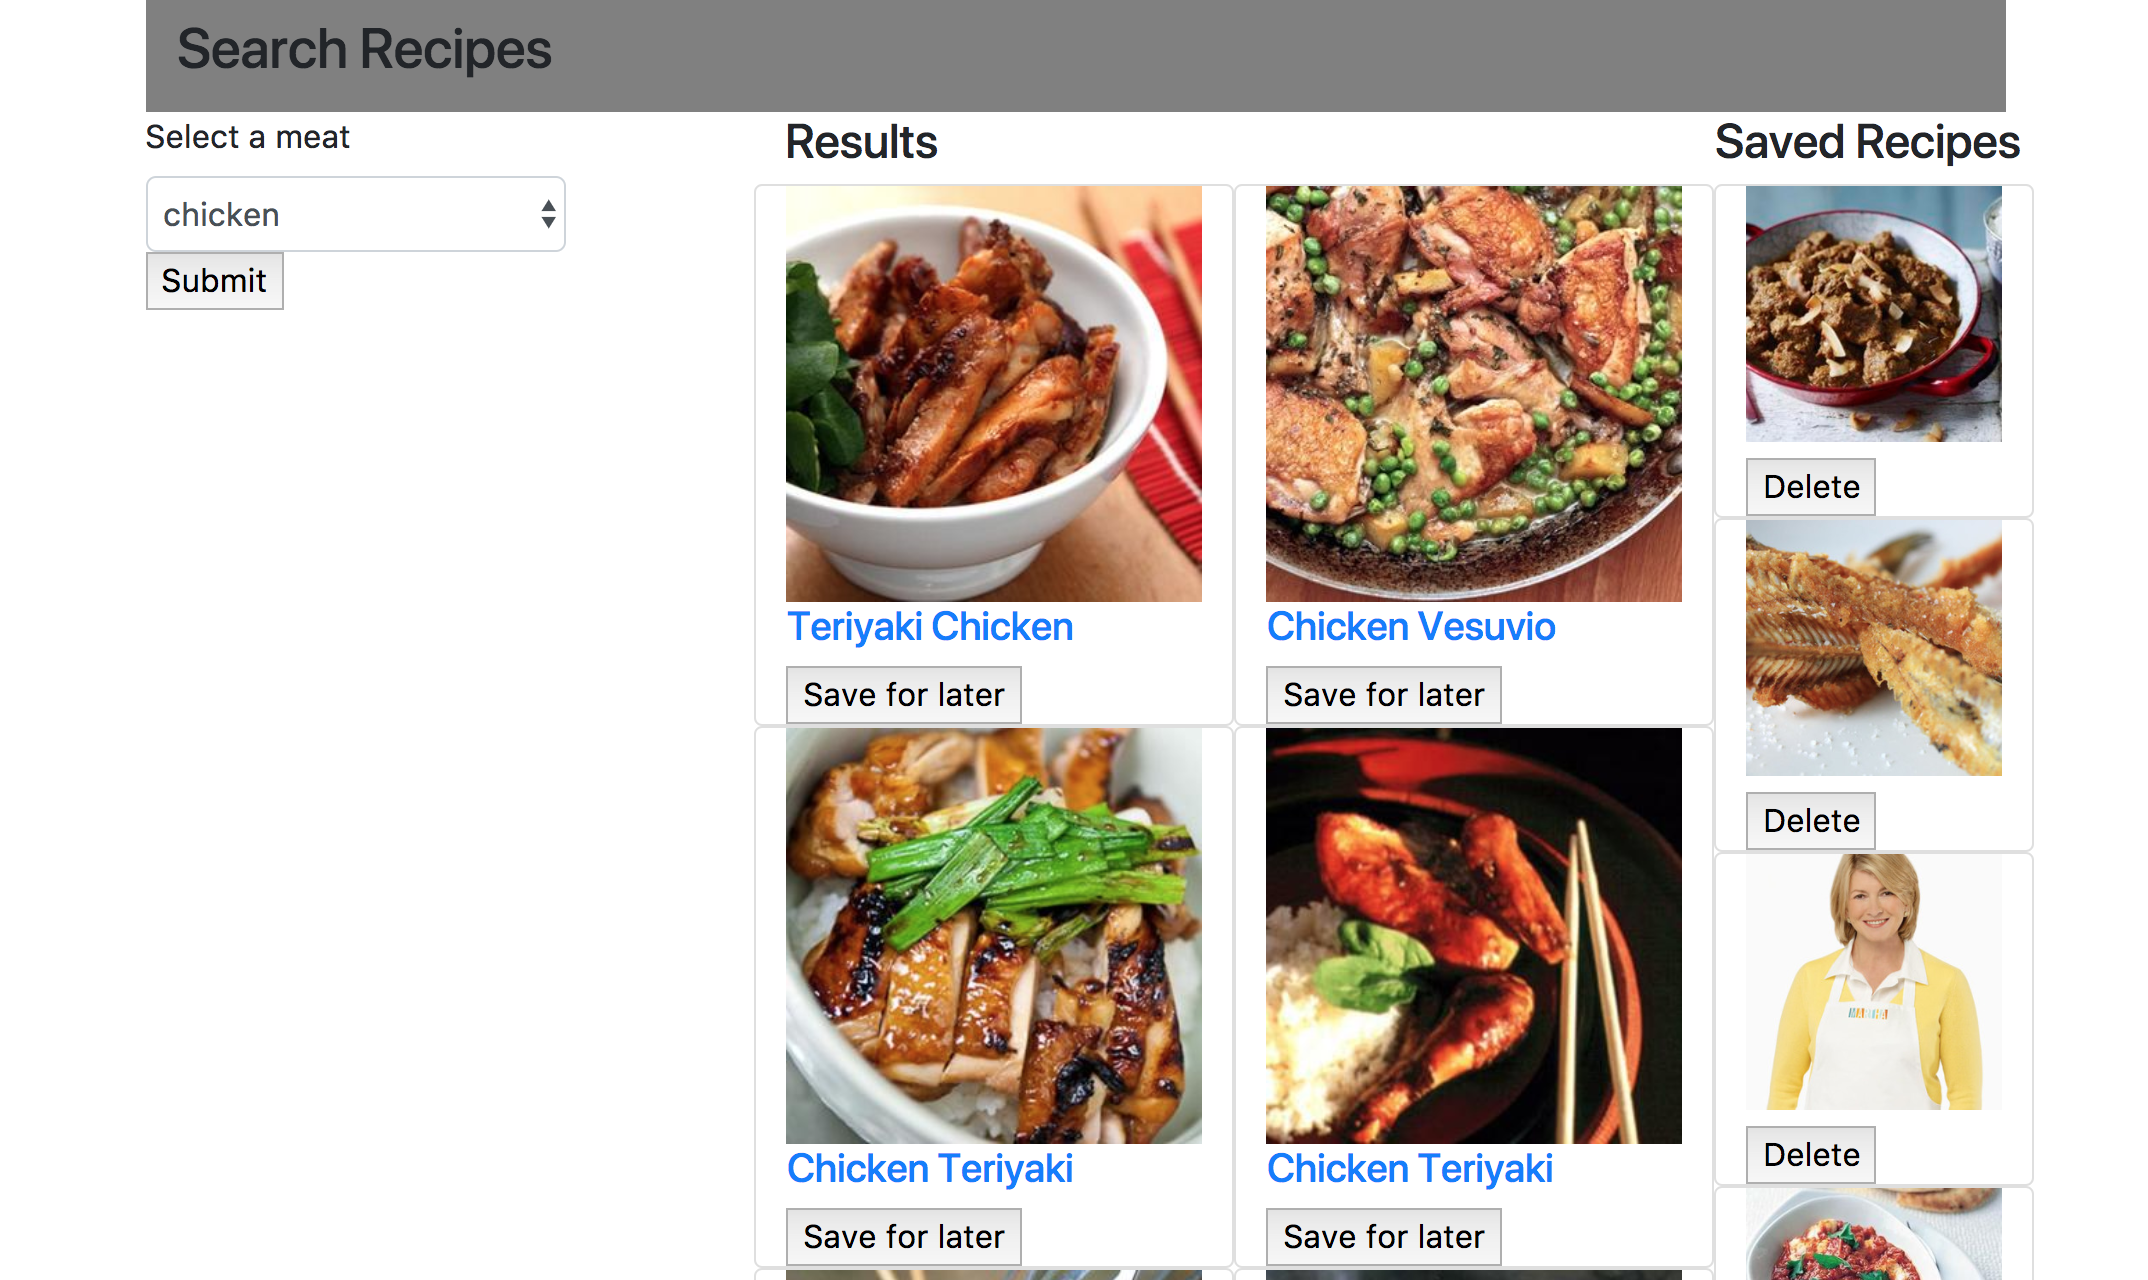 Search Recipes
Select a meat
chicken
Submit
Results
Teriyaki Chicken
Save for later
Chicken Vesuvio
Save for later
Chicken Teriyaki
Save for later
Chicken Teriyaki
Save for later
Saved Recipes
Delete
Delete
Delete